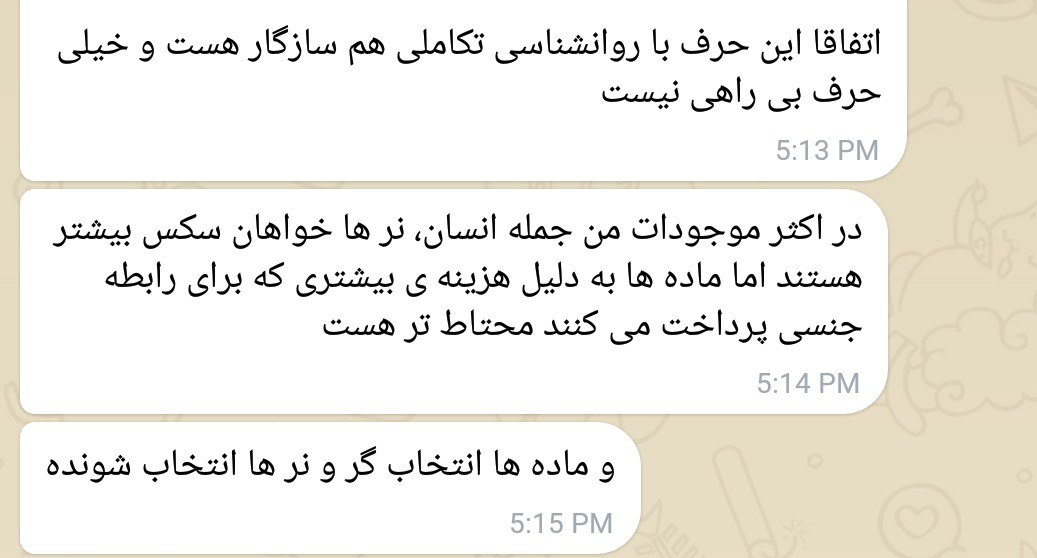 اتفاقا این حرف با روانشناسی تکاملی هم سازگار هست و خیلی
حرف بی راهی نیست
5:13 PM
در اکثر موجودات من جمله انسان، نر ها خواهان سکس بیشتر
هستند اما ماده ها به دلیل هزینه ی بیشتری که برای رابطه
جنسی پرداخت می کنند محتاط تر هست
5:14 PM
و ماده ها انتخاب گر و نر ها انتخاب شونده
5:15 PM